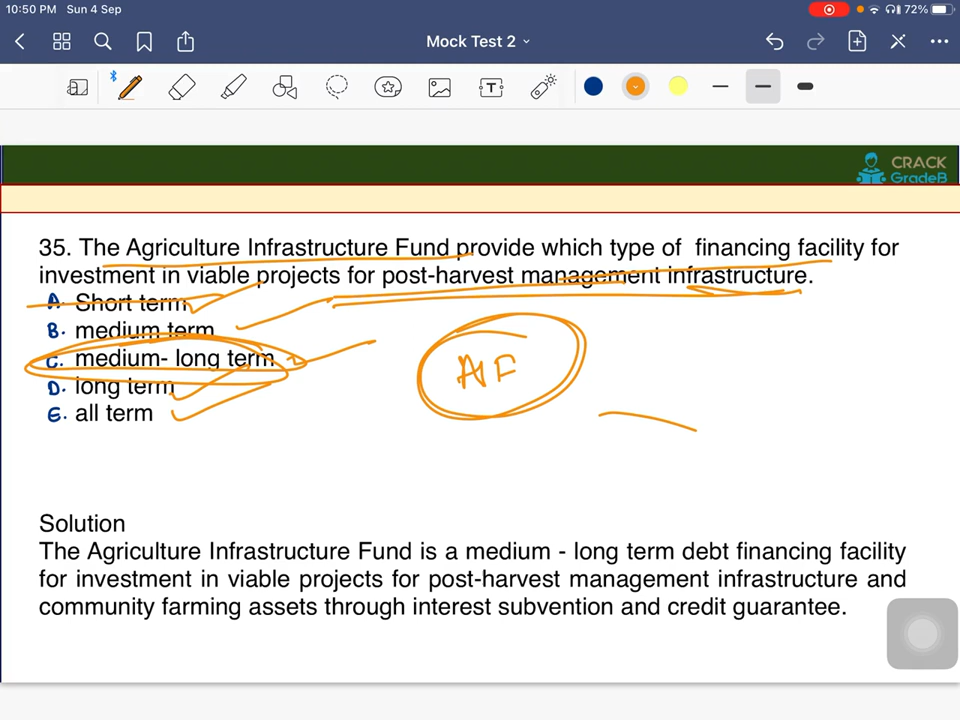 10:50 PM Sun 4 Sep
72%
Mock Test 2
T
CRACK
GradeB
35. The Agriculture Infrastructure Fund provide which type of financing facility for
investment in viable projects for post-harvest management infrastructure.
A. Short term
B. medium term
C. medium- long term
D. long term
E. all term
AIF
Solution
The Agriculture Infrastructure Fund is a medium - long term debt financing facility
for investment in viable projects for post-harvest management infrastructure and
community farming assets through interest subvention and credit guarantee.